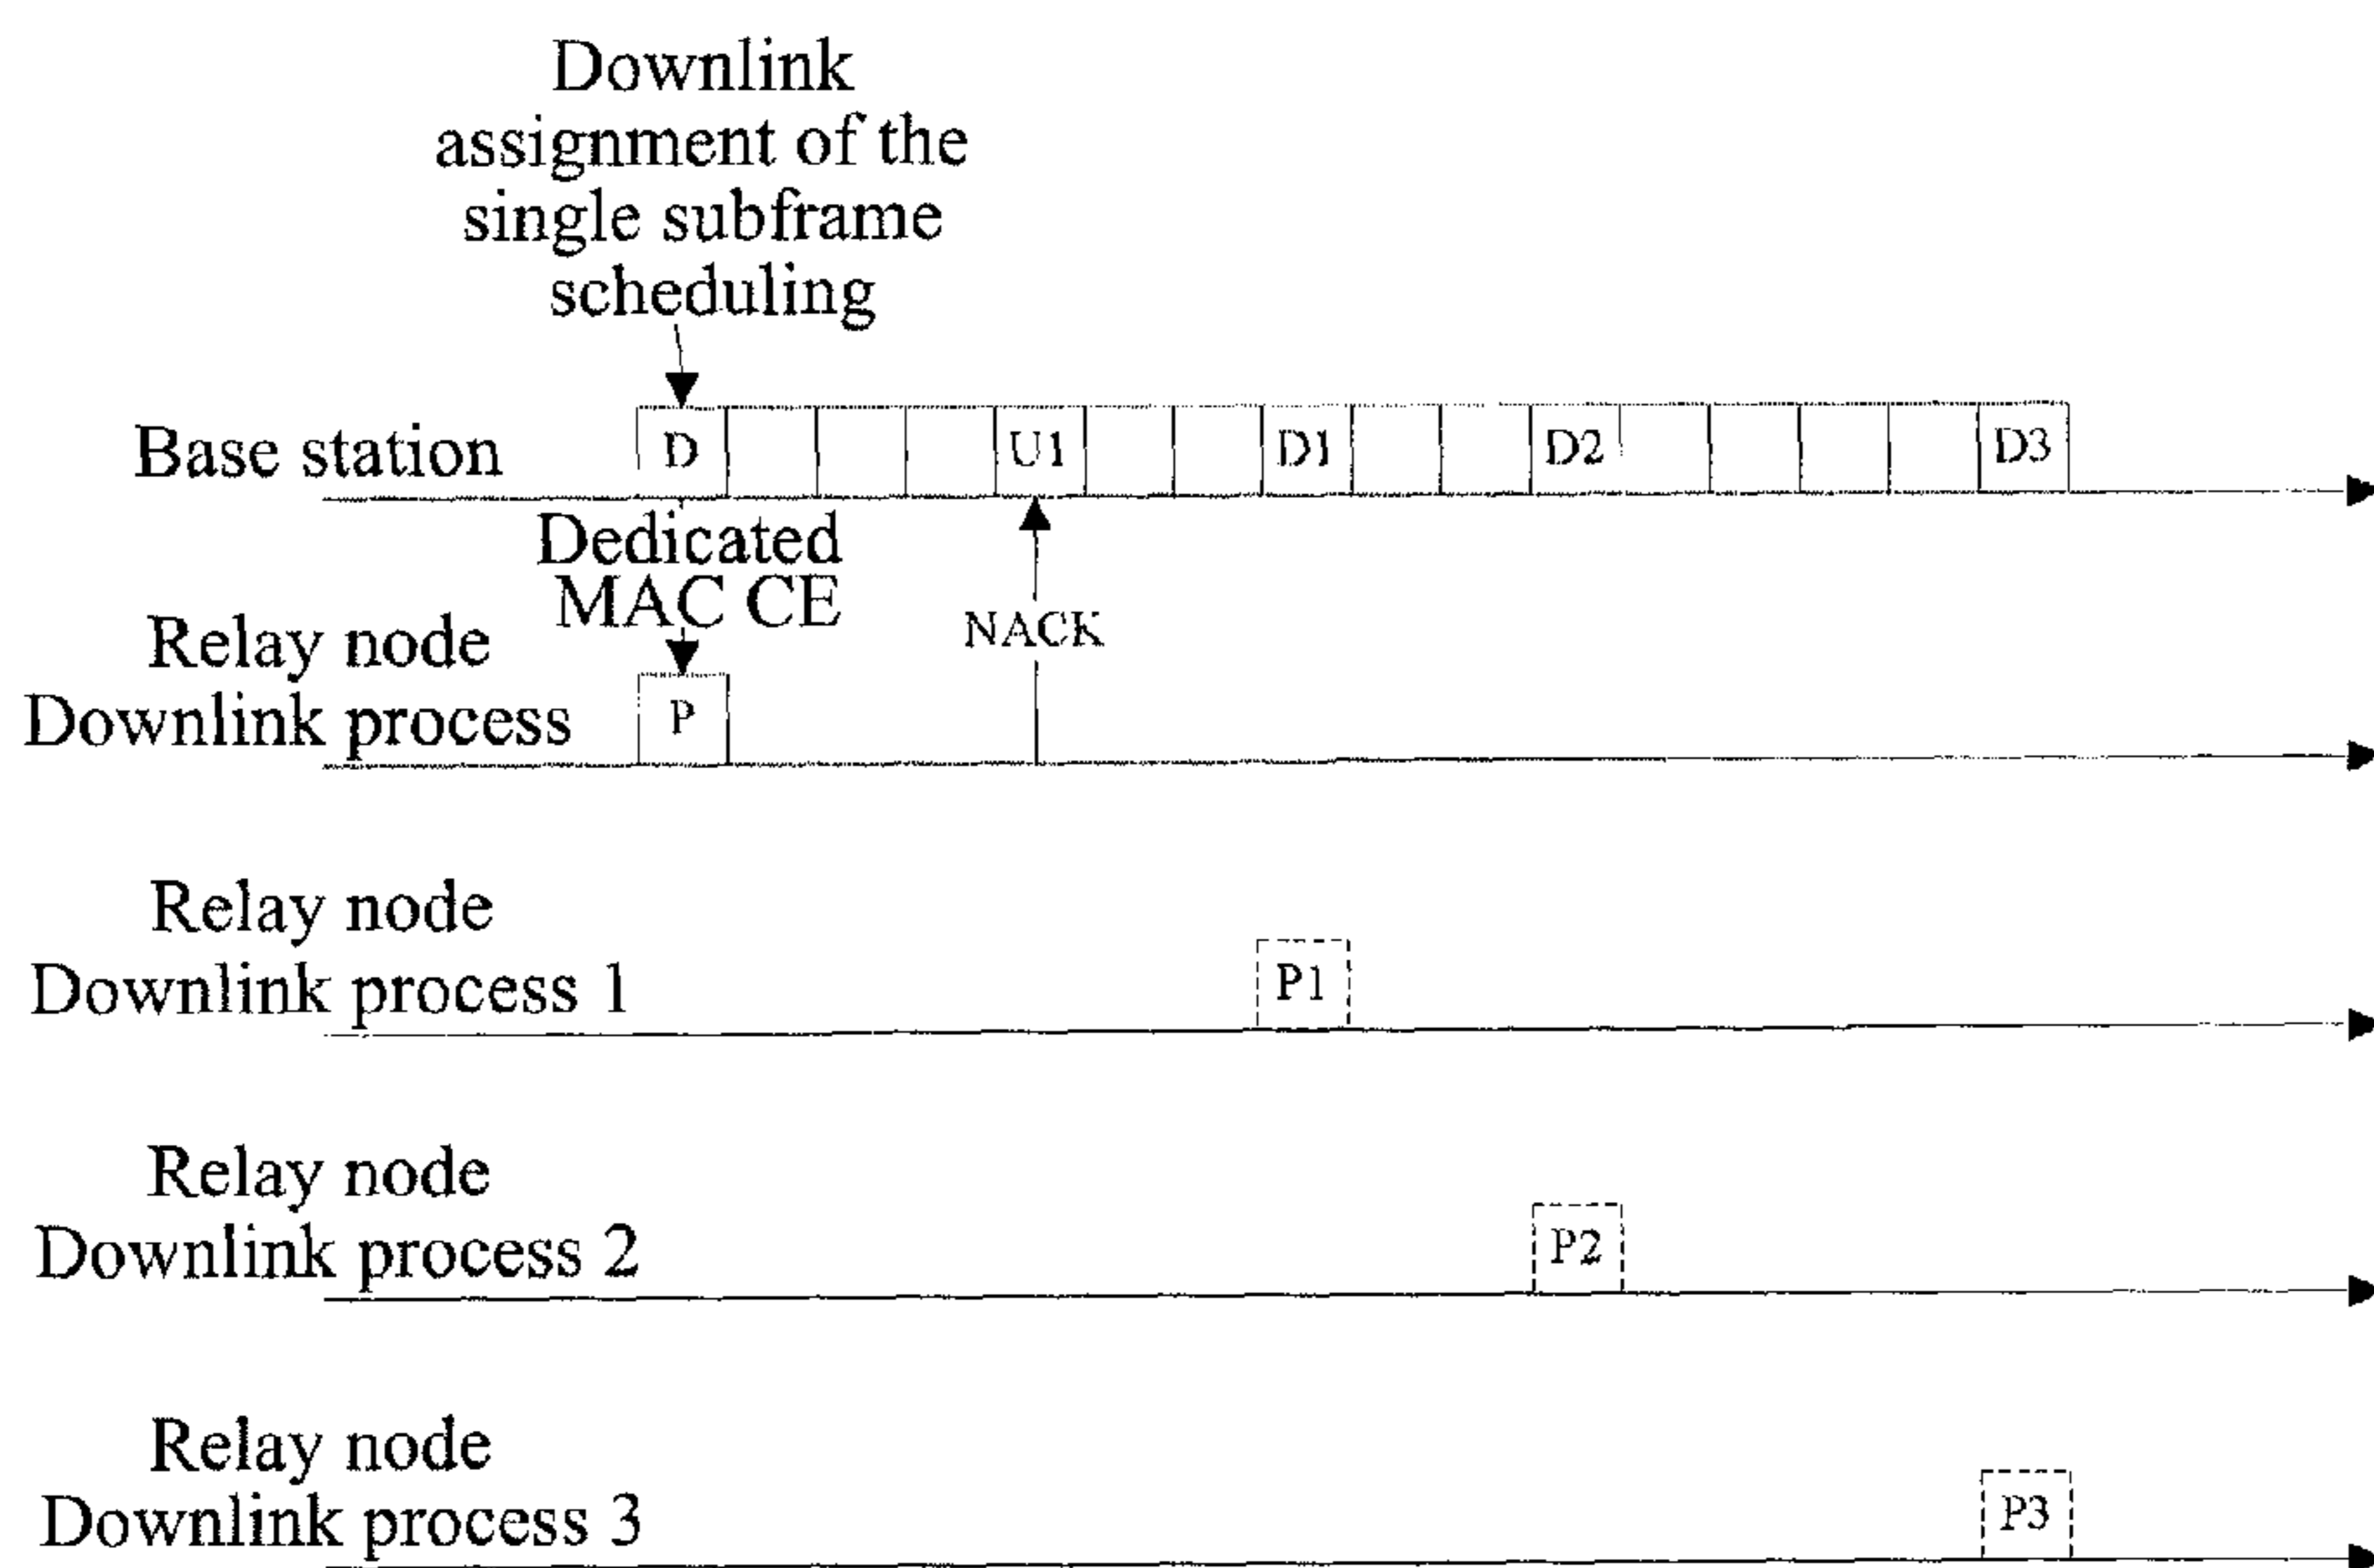 Downlink
assignment of the
single subframe
scheduling
Base station
D
U1
D1
D2
D3
Dedicated
MAC CE
NACK
Relay node
Downlink process
P
Relay node
Downlink process 1
P1
Relay node
Downlink process 2
P2
Relay node
Downlink process 3
P3